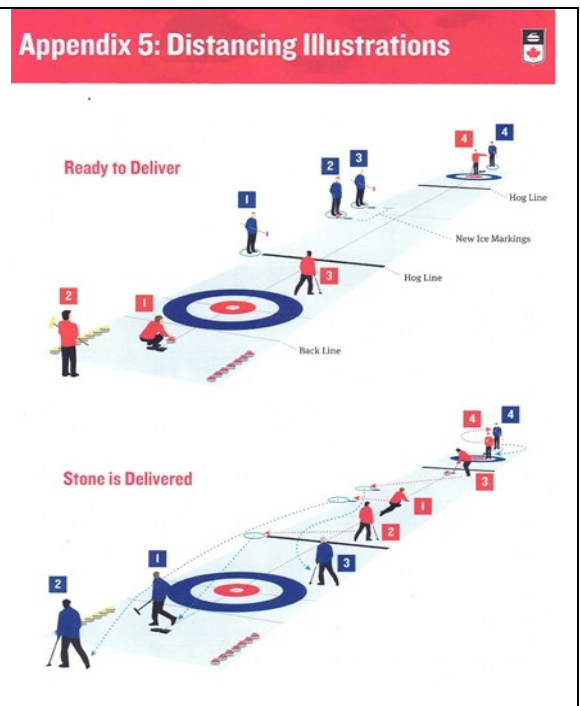 Appendix 5: Distancing Illustrations
Ready to Deliver
4
4
3
2
1
Hog Line
New Ice Markings
Hog Line
3
2
1
Back Line
Stone is Delivered
4
4
3
1
2
3
1
2